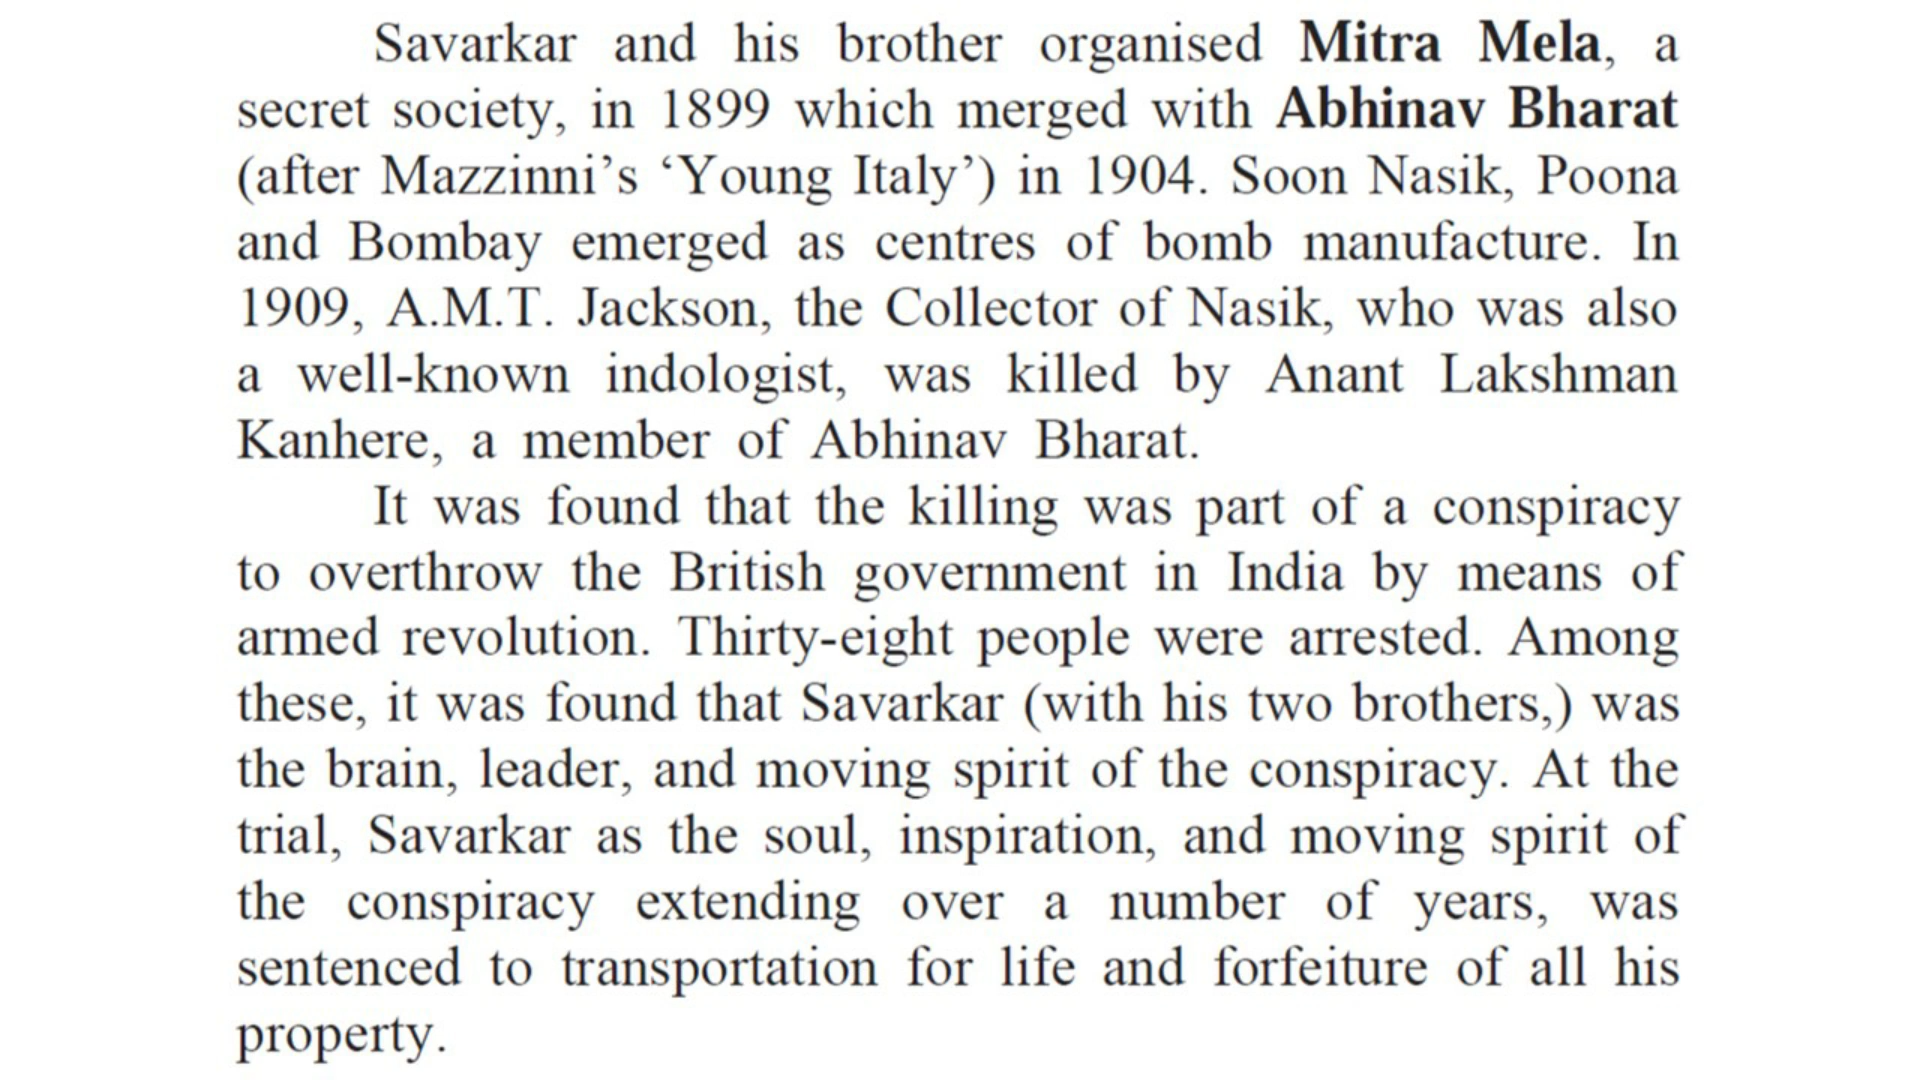 Savarkar and his brother organised Mitra Mela, a
secret society, in 1899 which merged with Abhinav Bharat
(after Mazzinni's ‘Young Italy’) in 1904. Soon Nasik, Poona
and Bombay emerged as centres of bomb manufacture. In
1909, A.M.T. Jackson, the Collector of Nasik, who was also
a well-known indologist, was killed by Anant Lakshman
Kanhere, a member of Abhinav Bharat.
It was found that the killing was part of a conspiracy
to overthrow the British government in India by means of
armed revolution. Thirty-eight people were arrested. Among
these, it was found that Savarkar (with his two brothers,) was
the brain, leader, and moving spirit of the conspiracy. At the
trial, Savarkar as the soul, inspiration, and moving spirit of
the conspiracy extending over a number of years, was
sentenced to transportation for life and forfeiture of all his
property.